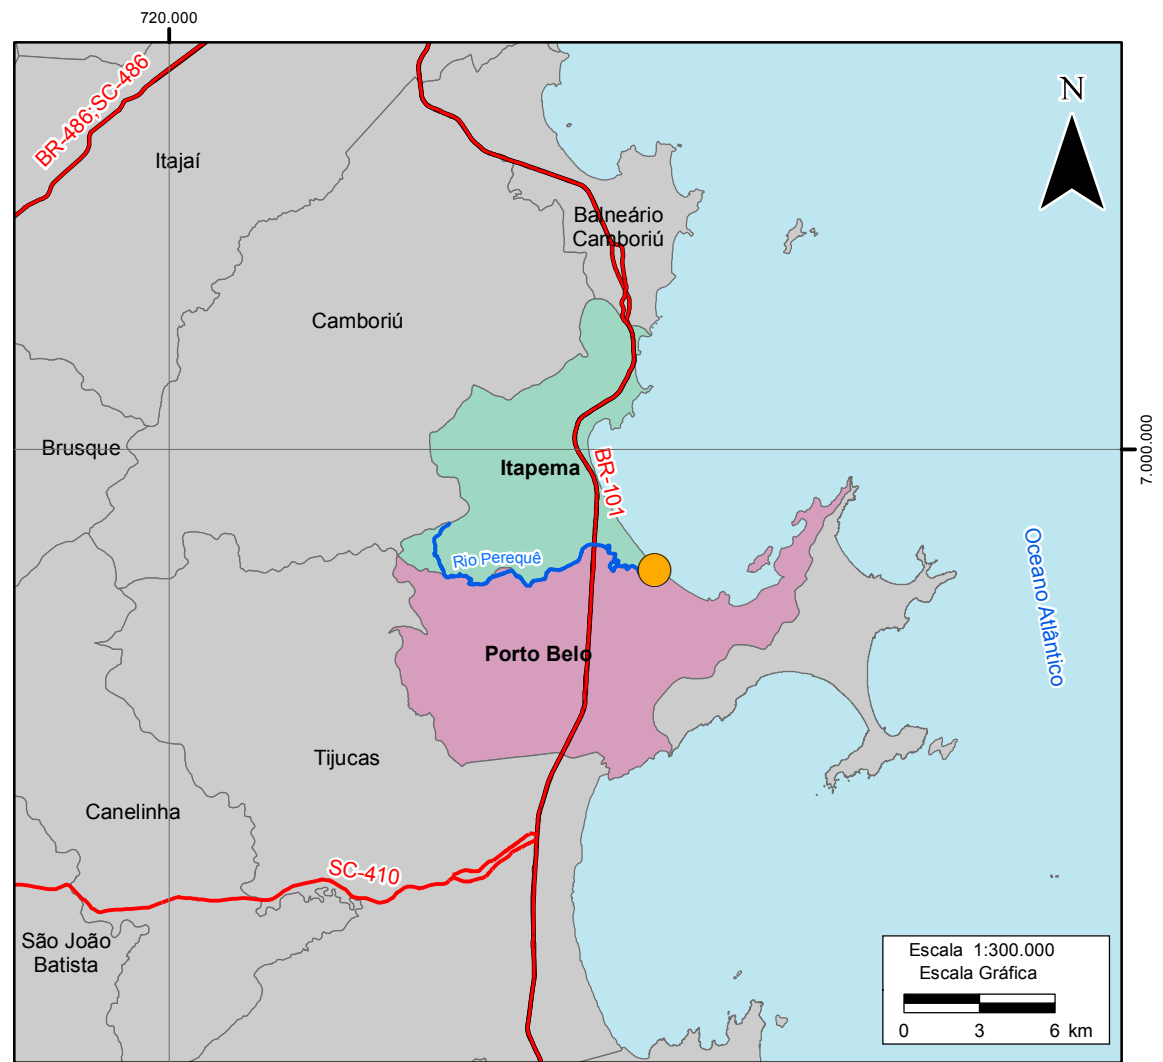 720.000
N
BR-486;SC-486
Itajaí
Balneário
Camboriú
Camboriú
Brusque
7.000.000
Itapema
BR-101
Rio Perequê
Oceano Atlântico
Porto Belo
Tijucas
Canelinha
SC-410
São João
Batista
Escala 1:300.000
Escala Gráfica
0 3 6 km